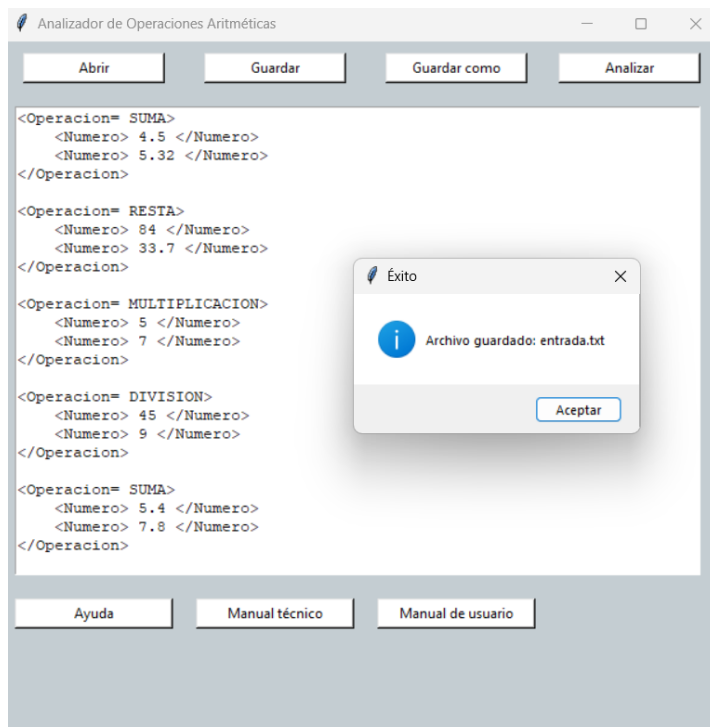 Analizador de Operaciones Aritméticas
Abrir Guardar Guardar como Analizar
<Operacion= SUMA>
    <Numero> 4.5 </Numero>
    <Numero> 5.32 </Numero>
</Operacion>
<Operacion= RESTA>
    <Numero> 84 </Numero>
    <Numero> 33.7 </Numero>
</Operacion>
<Operacion= MULTIPLICACION>
    <Numero> 5 </Numero>
    <Numero> 7 </Numero>
</Operacion>
<Operacion= DIVISION>
    <Numero> 45 </Numero>
    <Numero> 9 </Numero>
</Operacion>
<Operacion= SUMA>
    <Numero> 5.4 </Numero>
    <Numero> 7.8 </Numero>
</Operacion>
Éxito
Archivo guardado: entrada.txt
Aceptar
Ayuda Manual técnico Manual de usuario